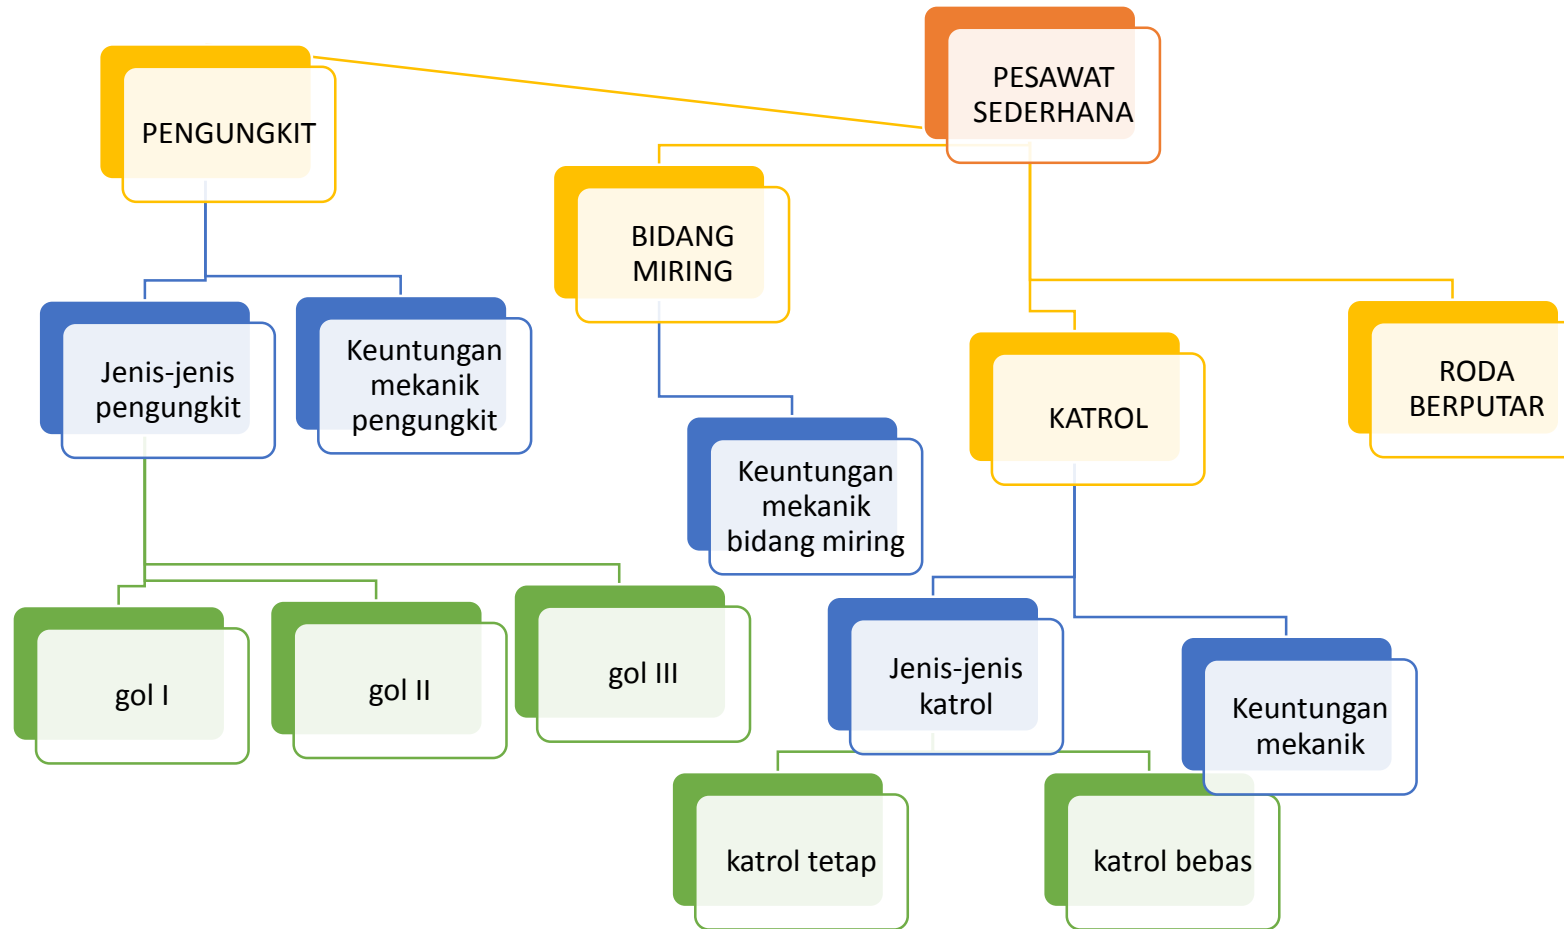 PESAWAT
SEDERHANA
PENGUNGKIT
BIDANG
MIRING
KATROL
RODA
BERPUTAR
Jenis-jenis
pengungkit
Keuntungan
mekanik
pengungkit
Keuntungan
mekanik
bidang miring
Jenis-jenis
katrol
Keuntungan
mekanik
gol I
gol II
gol III
katrol tetap
katrol bebas